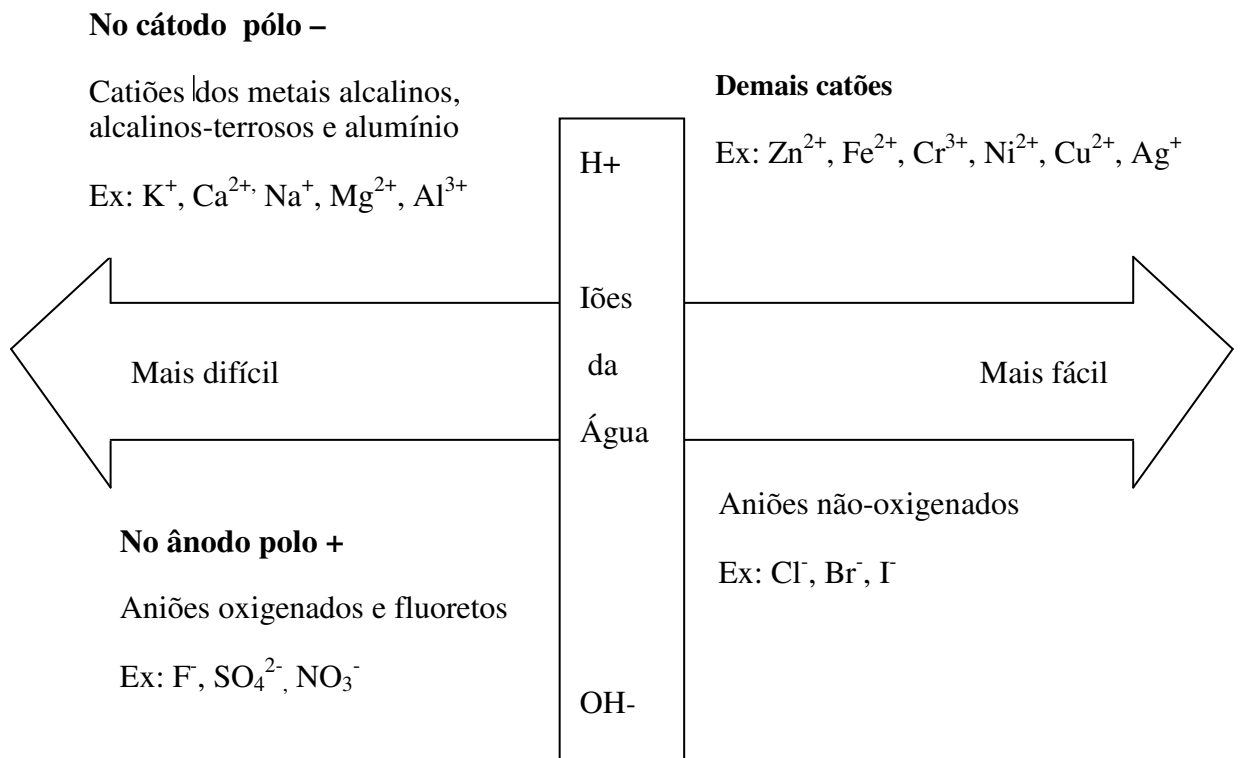 No cátodo pólo –
Catiões dos metais alcalinos,
alcalinos-terrosos e alumínio
Ex: K⁺, Ca²⁺, Na⁺, Mg²⁺, Al³⁺
Demais catões
Ex: Zn²⁺, Fe²⁺, Cr³⁺, Ni²⁺, Cu²⁺, Ag⁺
H+
Iões
da
Água
OH-
Mais difícil
Mais fácil
No ânodo polo +
Aniões oxigenados e fluoretos
Ex: F⁻, SO₄²⁻, NO₃⁻
Aniões não-oxigenados
Ex: Cl⁻, Br⁻, I⁻